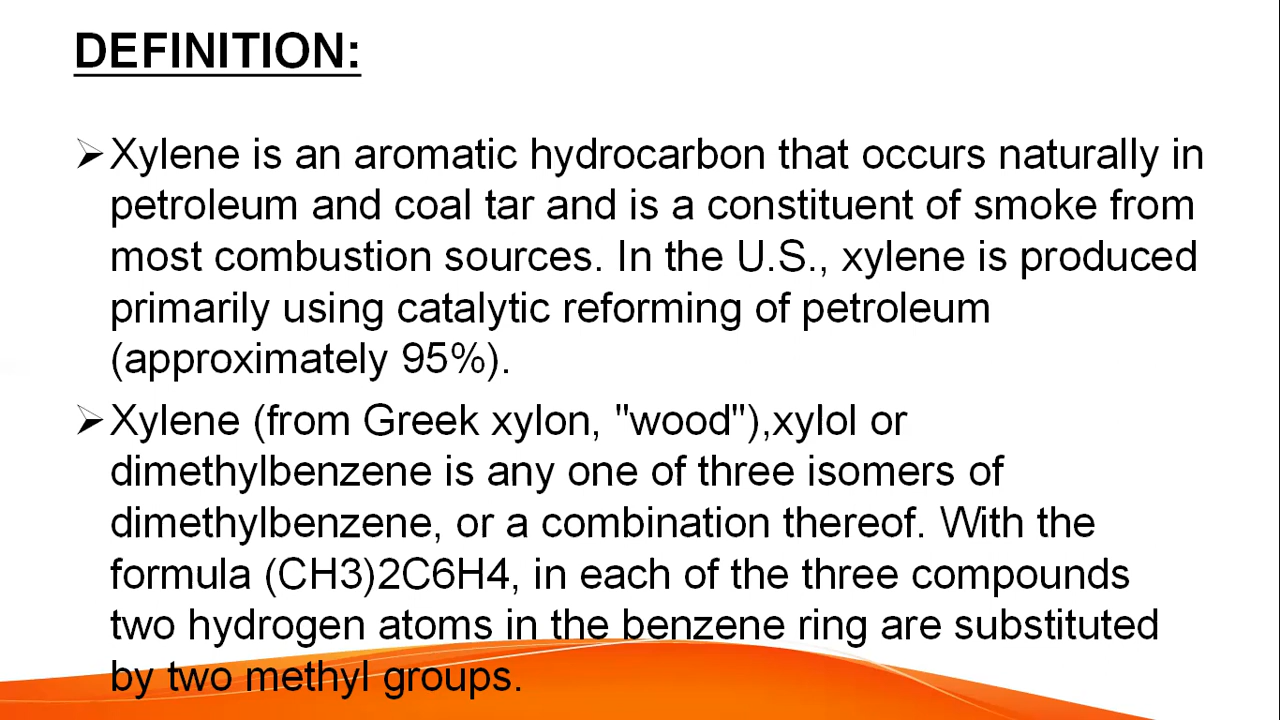 DEFINITION:
➢Xylene is an aromatic hydrocarbon that occurs naturally in
petroleum and coal tar and is a constituent of smoke from
most combustion sources. In the U.S., xylene is produced
primarily using catalytic reforming of petroleum
(approximately 95%).
➢Xylene (from Greek xylon, "wood"),xylol or
dimethylbenzene is any one of three isomers of
dimethylbenzene, or a combination thereof. With the
formula (CH3)2C6H4, in each of the three compounds
two hydrogen atoms in the benzene ring are substituted
by two methyl groups.